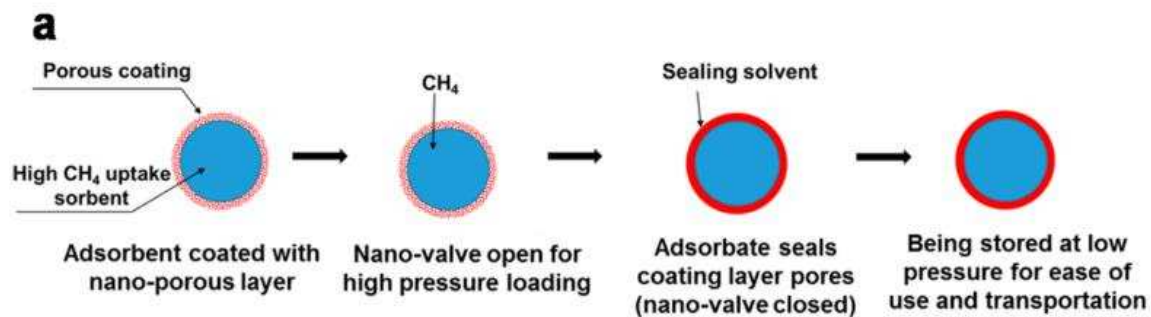 a
Porous coating
High CH₄ uptake
sorbent
Adsorbent coated with
nano-porous layer
CH₄
Nano-valve open for
high pressure loading
Sealing solvent
Adsorbate seals
coating layer pores
(nano-valve closed)
Being stored at low
pressure for ease of
use and transportation